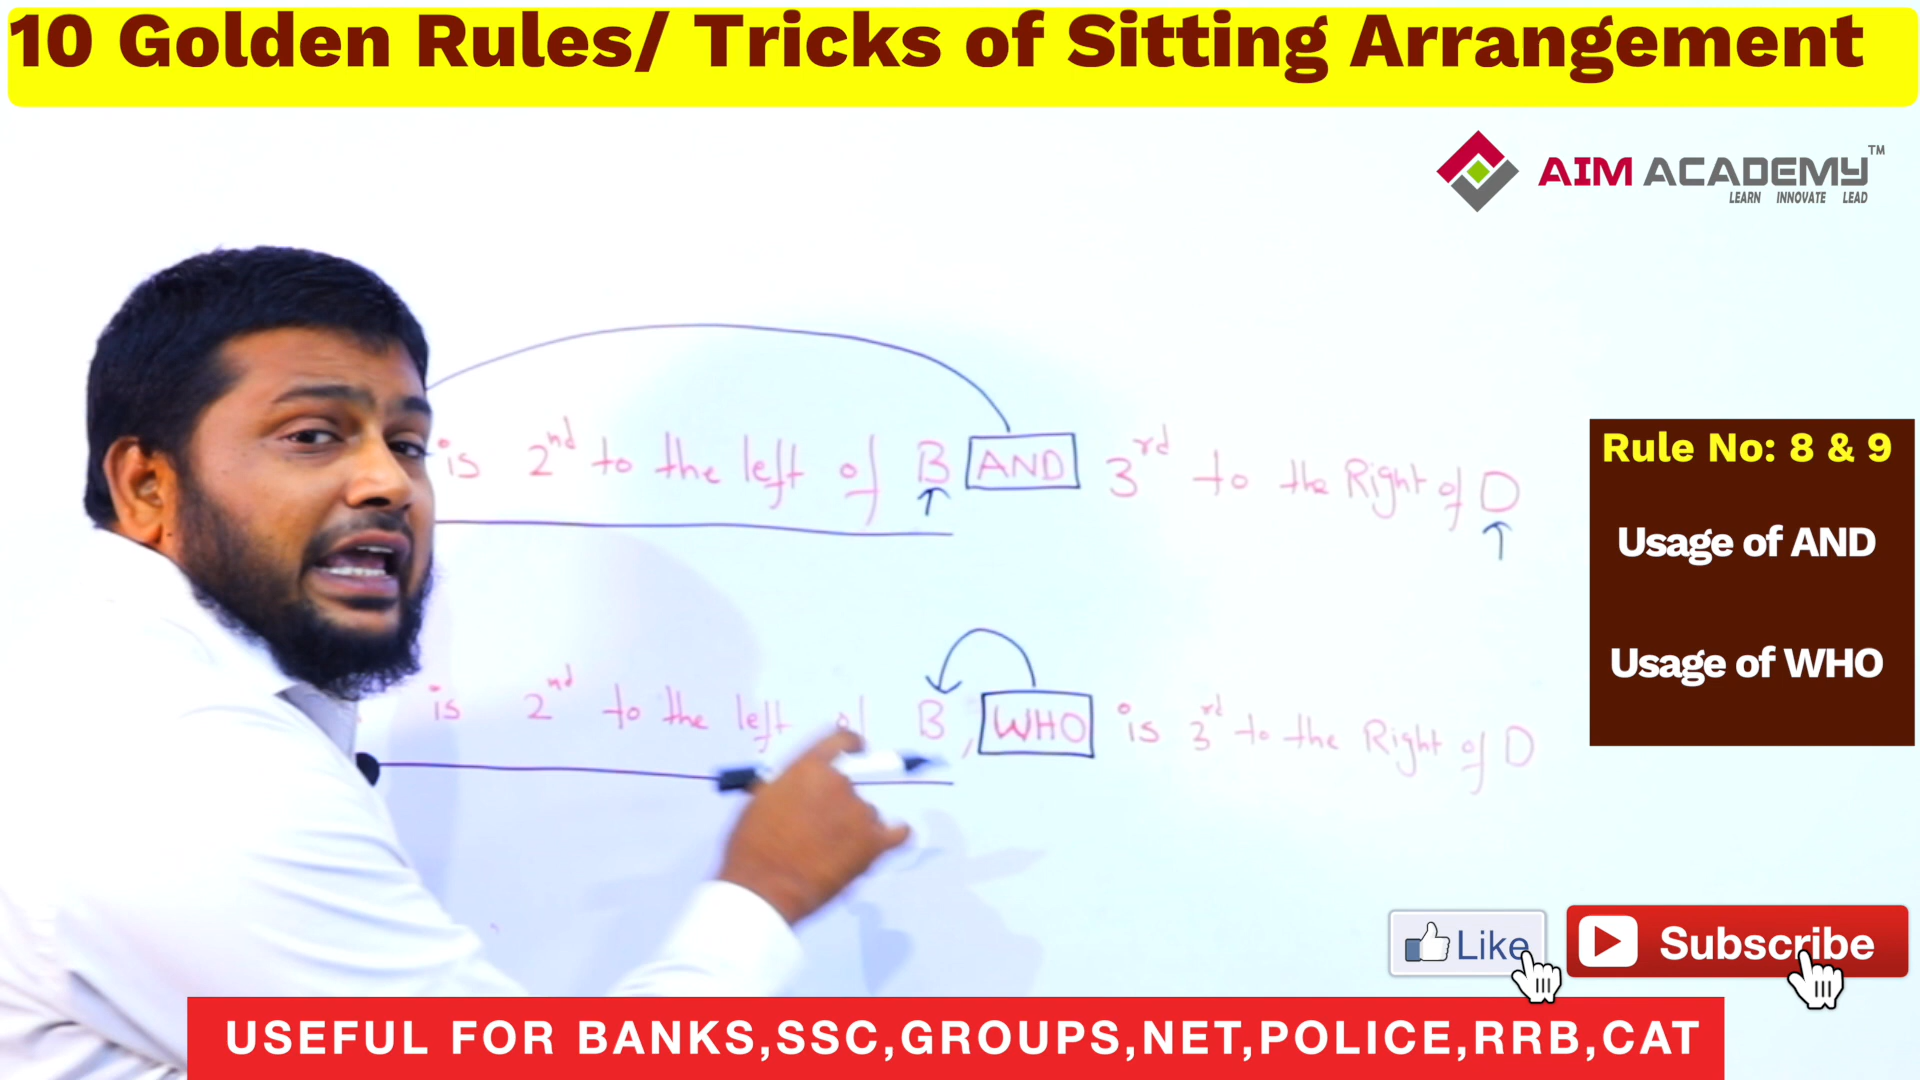 10 Golden Rules/ Tricks of Sitting Arrangement
AIM ACADEMY TM
LEARN INNOVATE LEAD
is 2nd to the left of B AND 3rd to the Right of D
Rule No: 8 & 9
Usage of AND
Usage of WHO
is 2nd to the left of B, WHO is 3rd to the Right of D
Like
Subscribe
USEFUL FOR BANKS,SSC,GROUPS,NET,POLICE,RRB,CAT